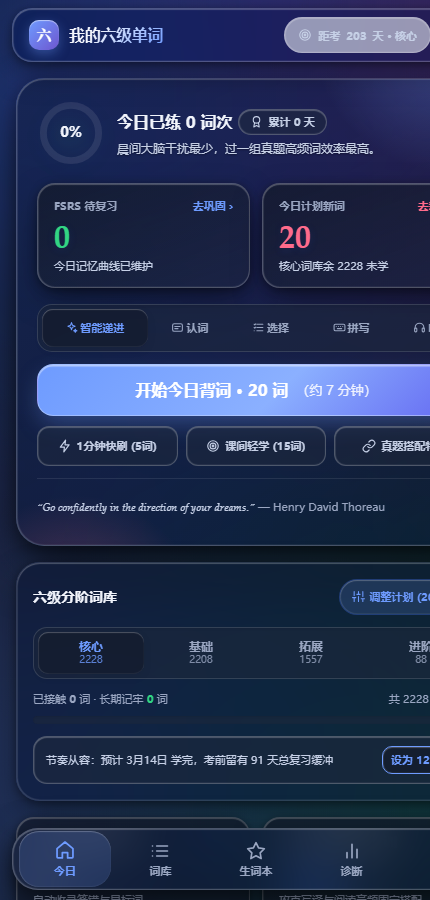 六 我的六级单词 距考 203 天 • 核心
0%
今日已练 0 词次 累计 0 天
晨间大脑干扰最少，过一组真题高频词效率最高。
FSRS 待复习 去巩固 ›
0
今日记忆曲线已维护
今日计划新词
20
核心词库余 2228 未学
智能递进 认词 选择 拼写
开始今日背词 • 20 词 (约 7 分钟)
1分钟快刷 (5词) 课间轻学 (15词) 真题搭配
“Go confidently in the direction of your dreams.” — Henry David Thoreau
六级分阶词库 调整计划
核心 基础 拓展 进阶
2228 2208 1557 88
已接触 0 词 · 长期记牢 0 词 共 2228
节奏从容：预计 3月14日 学完，考前留有 91 天总复习缓冲 设为 12
今日 词库 生词本 诊断